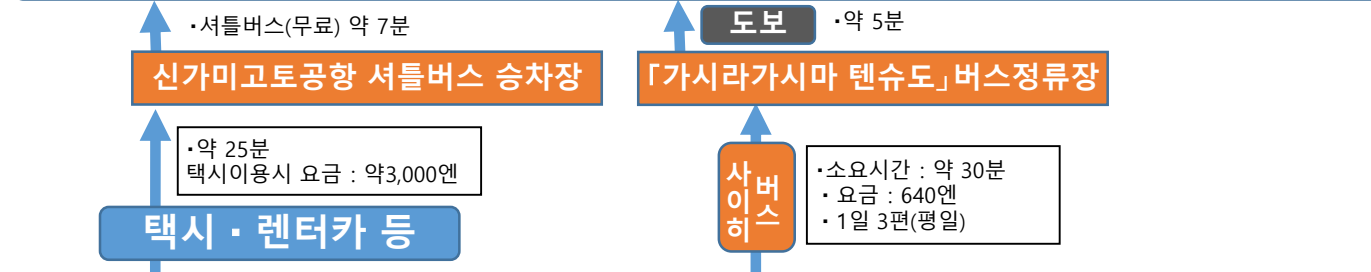 ▪셔틀버스(무료) 약 7분
도보
▪약 5분
신가미고토공항 셔틀버스 승차장
「가시라가시마 텐슈도」버스정류장
▪약 25분
택시이용시 요금 : 약3,000엔
택시 ▪ 렌터카 등
사이히
버스
▪소요시간 : 약 30분
▪ 요금 : 640엔
▪ 1일 3편(평일)